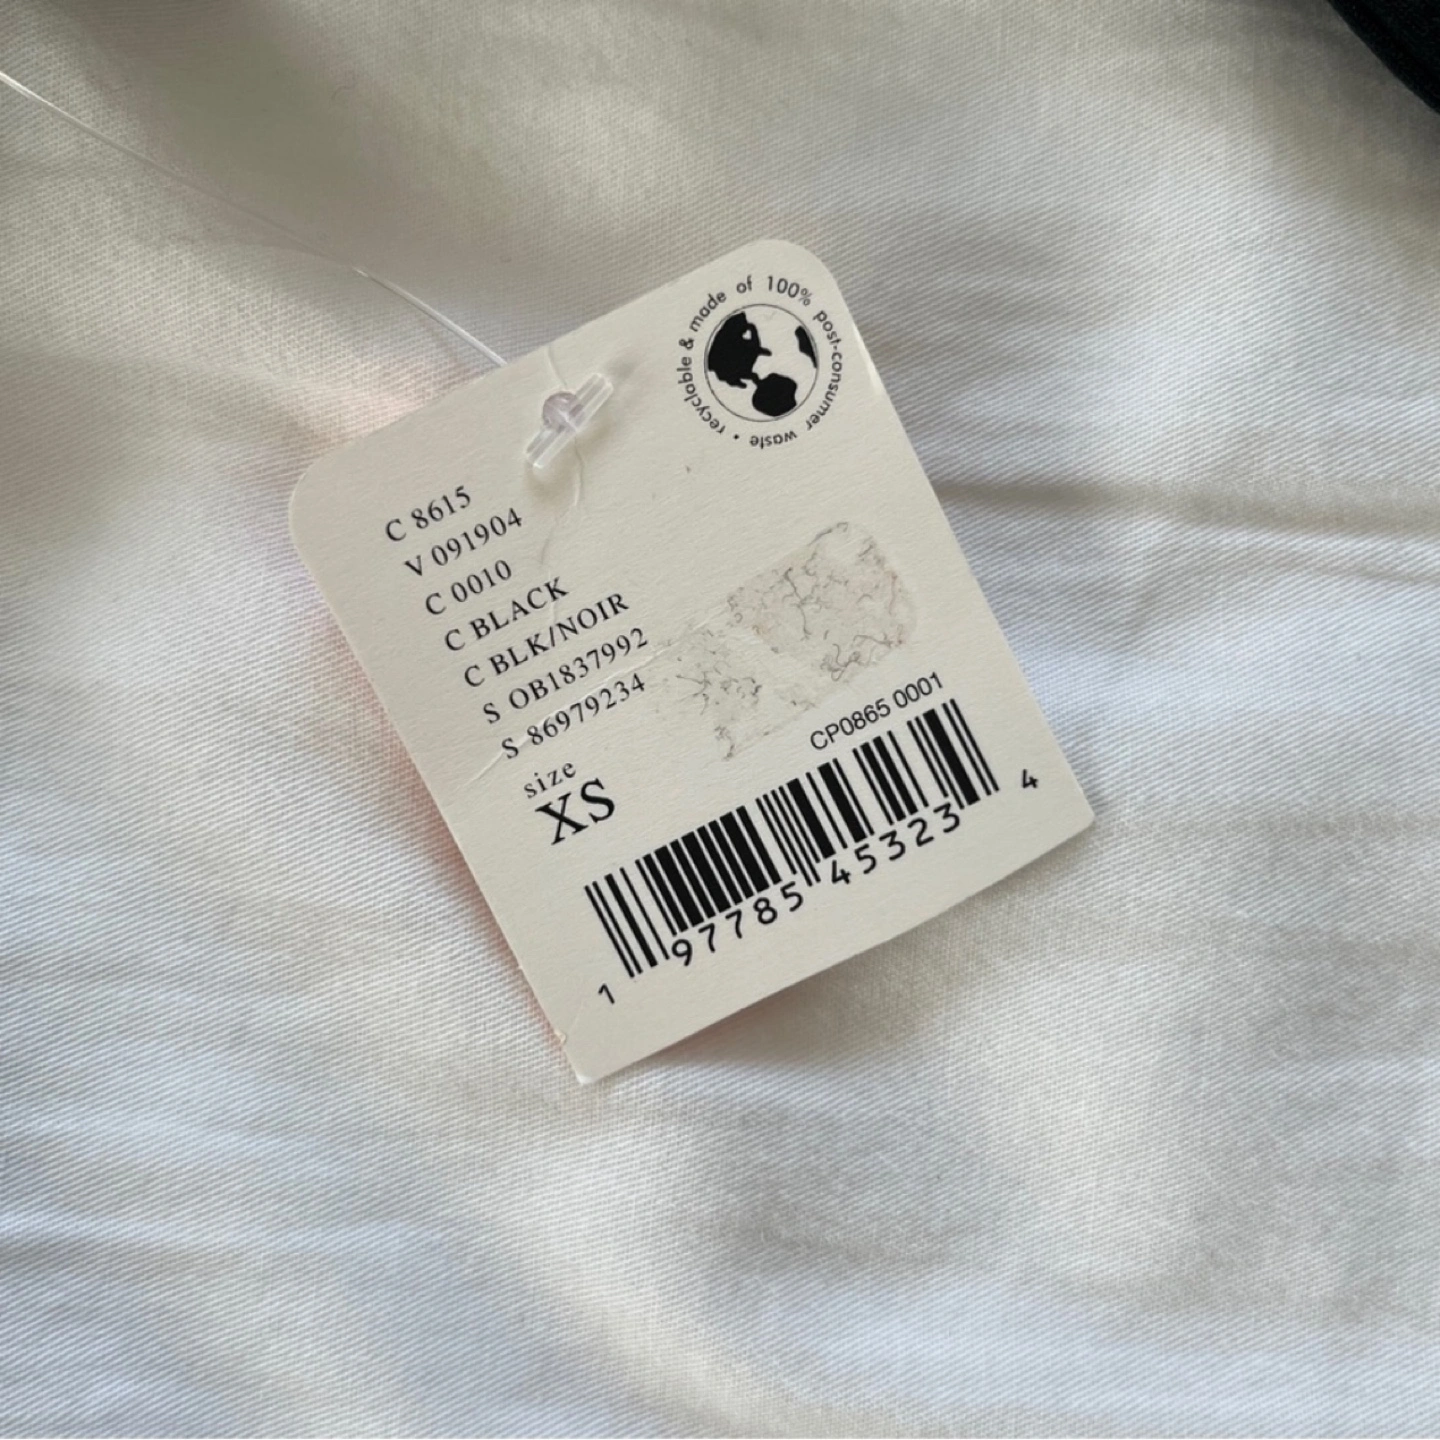 recyclable & made of 100% post-consumer waste •
C 8615
V 091904
C 0010
C BLACK
C BLK/NOIR
S OB1837992
S 86979234
size
XS
CP0865 0001
1 97785 45323 4